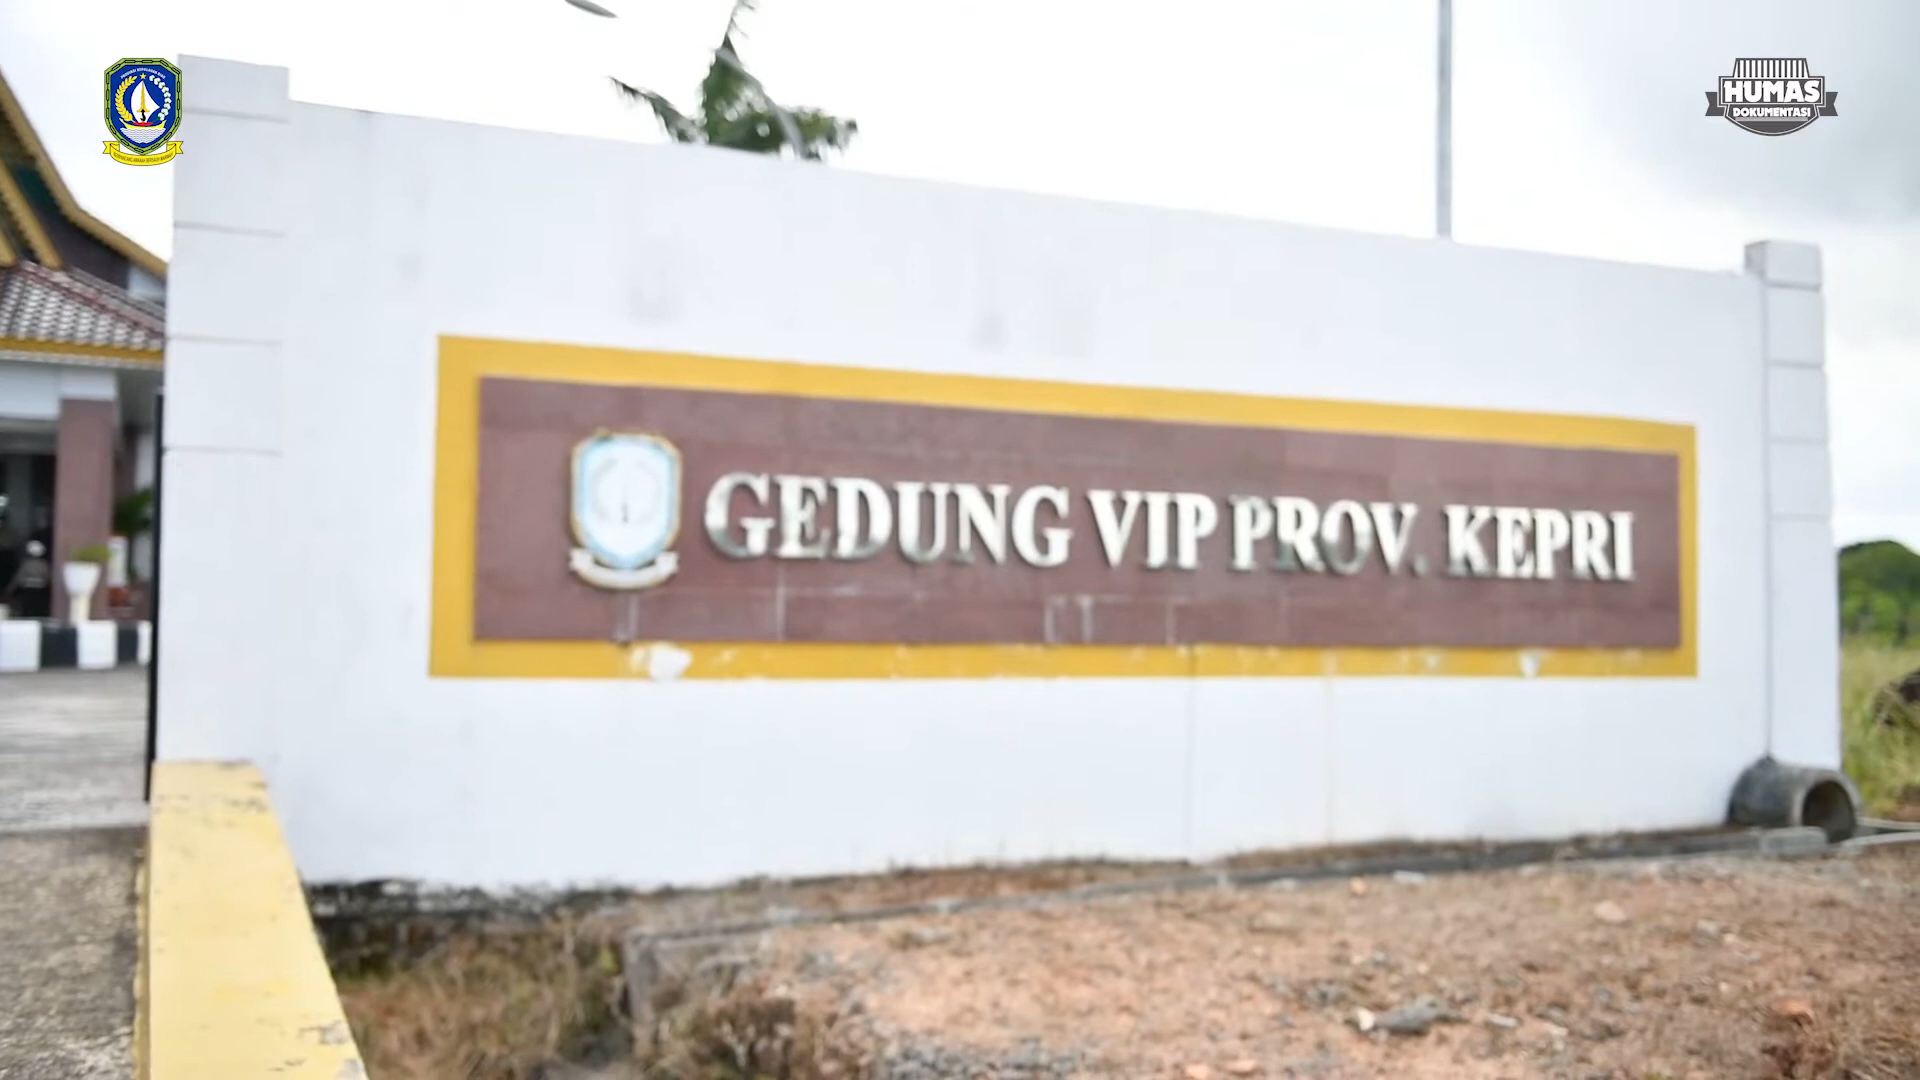 HUMAS
DOKUMENTASI
GEDUNG VIP PROV. KEPRI